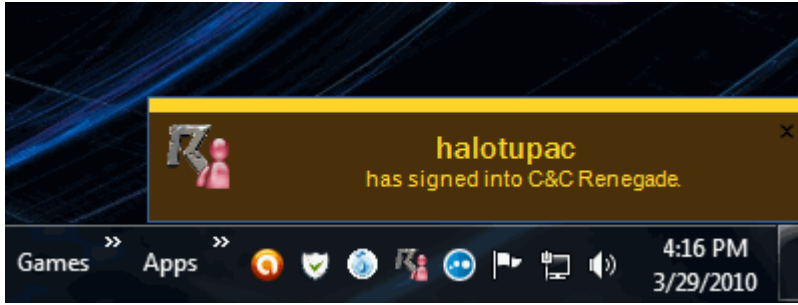 halotupac
has signed into C&C Renegade.
Games » Apps » 4:16 PM
3/29/2010